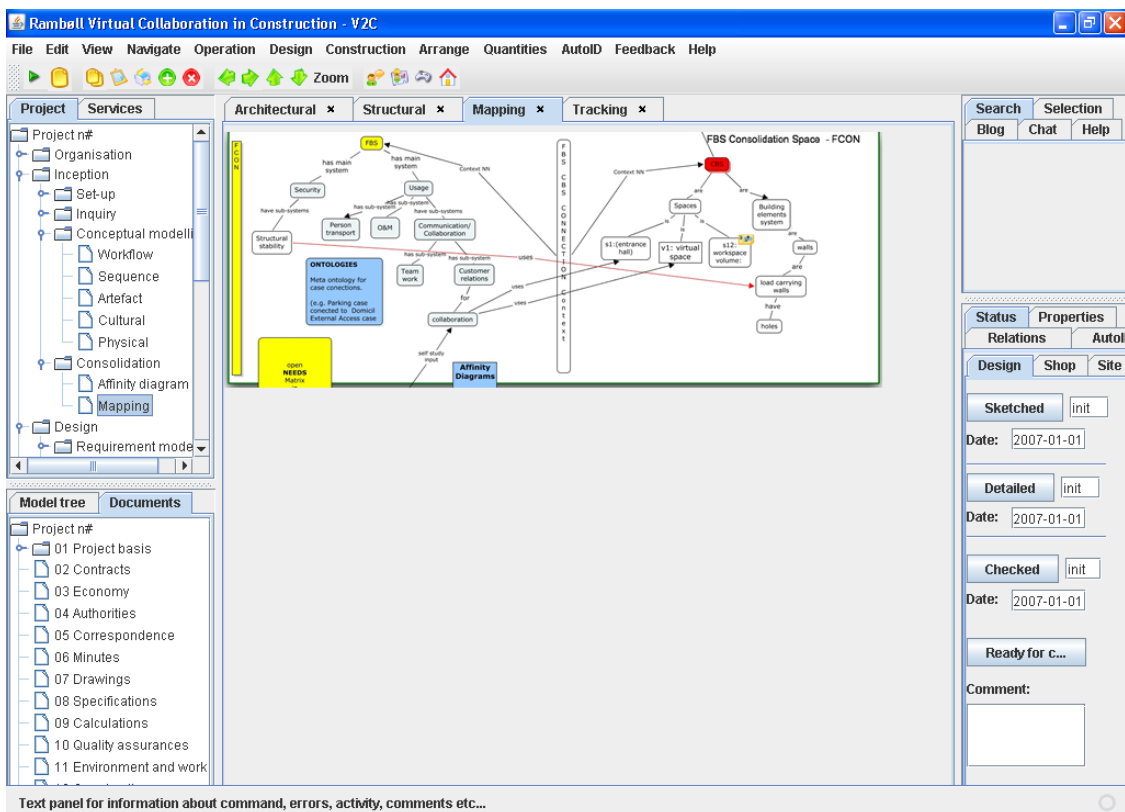 Rambøll Virtual Collaboration in Construction - V2C
File Edit View Navigate Operation Design Construction Arrange Quantities AutoID Feedback Help
Zoom
Project Services
Project n#
Organisation
Inception
Set-up
Inquiry
Conceptual modelli
Workflow
Sequence
Artefact
Cultural
Physical
Consolidation
Affinity diagram
Mapping
Design
Requirement mode
Model tree Documents
Project n#
01 Project basis
02 Contracts
03 Economy
04 Authorities
05 Correspondence
06 Minutes
07 Drawings
08 Specifications
09 Calculations
10 Quality assurances
11 Environment and work
Architectural Structural Mapping Tracking
FCON
FBS
has main
system
has main
system
Security
Usage
have sub-systems
has sub-system
has sub-system
have sub-systems
Person
transport
O&M
Communication/
Collaboration
Structural
stability
has sub-system
has sub-system
Team
work
Customer
relations
for
collaboration
self study
input
ONTOLOGIES
Meta ontology for
case conections.
(e.g. Parking case
conected to Domicil
External Access case
open
NEEDS
Matrix
Affinity
Diagrams
Context NN
uses
uses
uses
FBS CBS CONNECTION Context
FBS Consolidation Space - FCON
Context NN
CBS
are
are
Spaces
Building
elements
system
is
is
is
s1:(entrance
hall)
v1: virtual
space
s12:
workspace
volume:
are
walls
are
load carrying
walls
have
holes
Search Selection
Blog Chat Help
Status Properties
Relations AutoI
Design Shop Site
Sketched init
Date: 2007-01-01
Detailed init
Date: 2007-01-01
Checked init
Date: 2007-01-01
Ready for c...
Comment:
Text panel for information about command, errors, activity, comments etc...